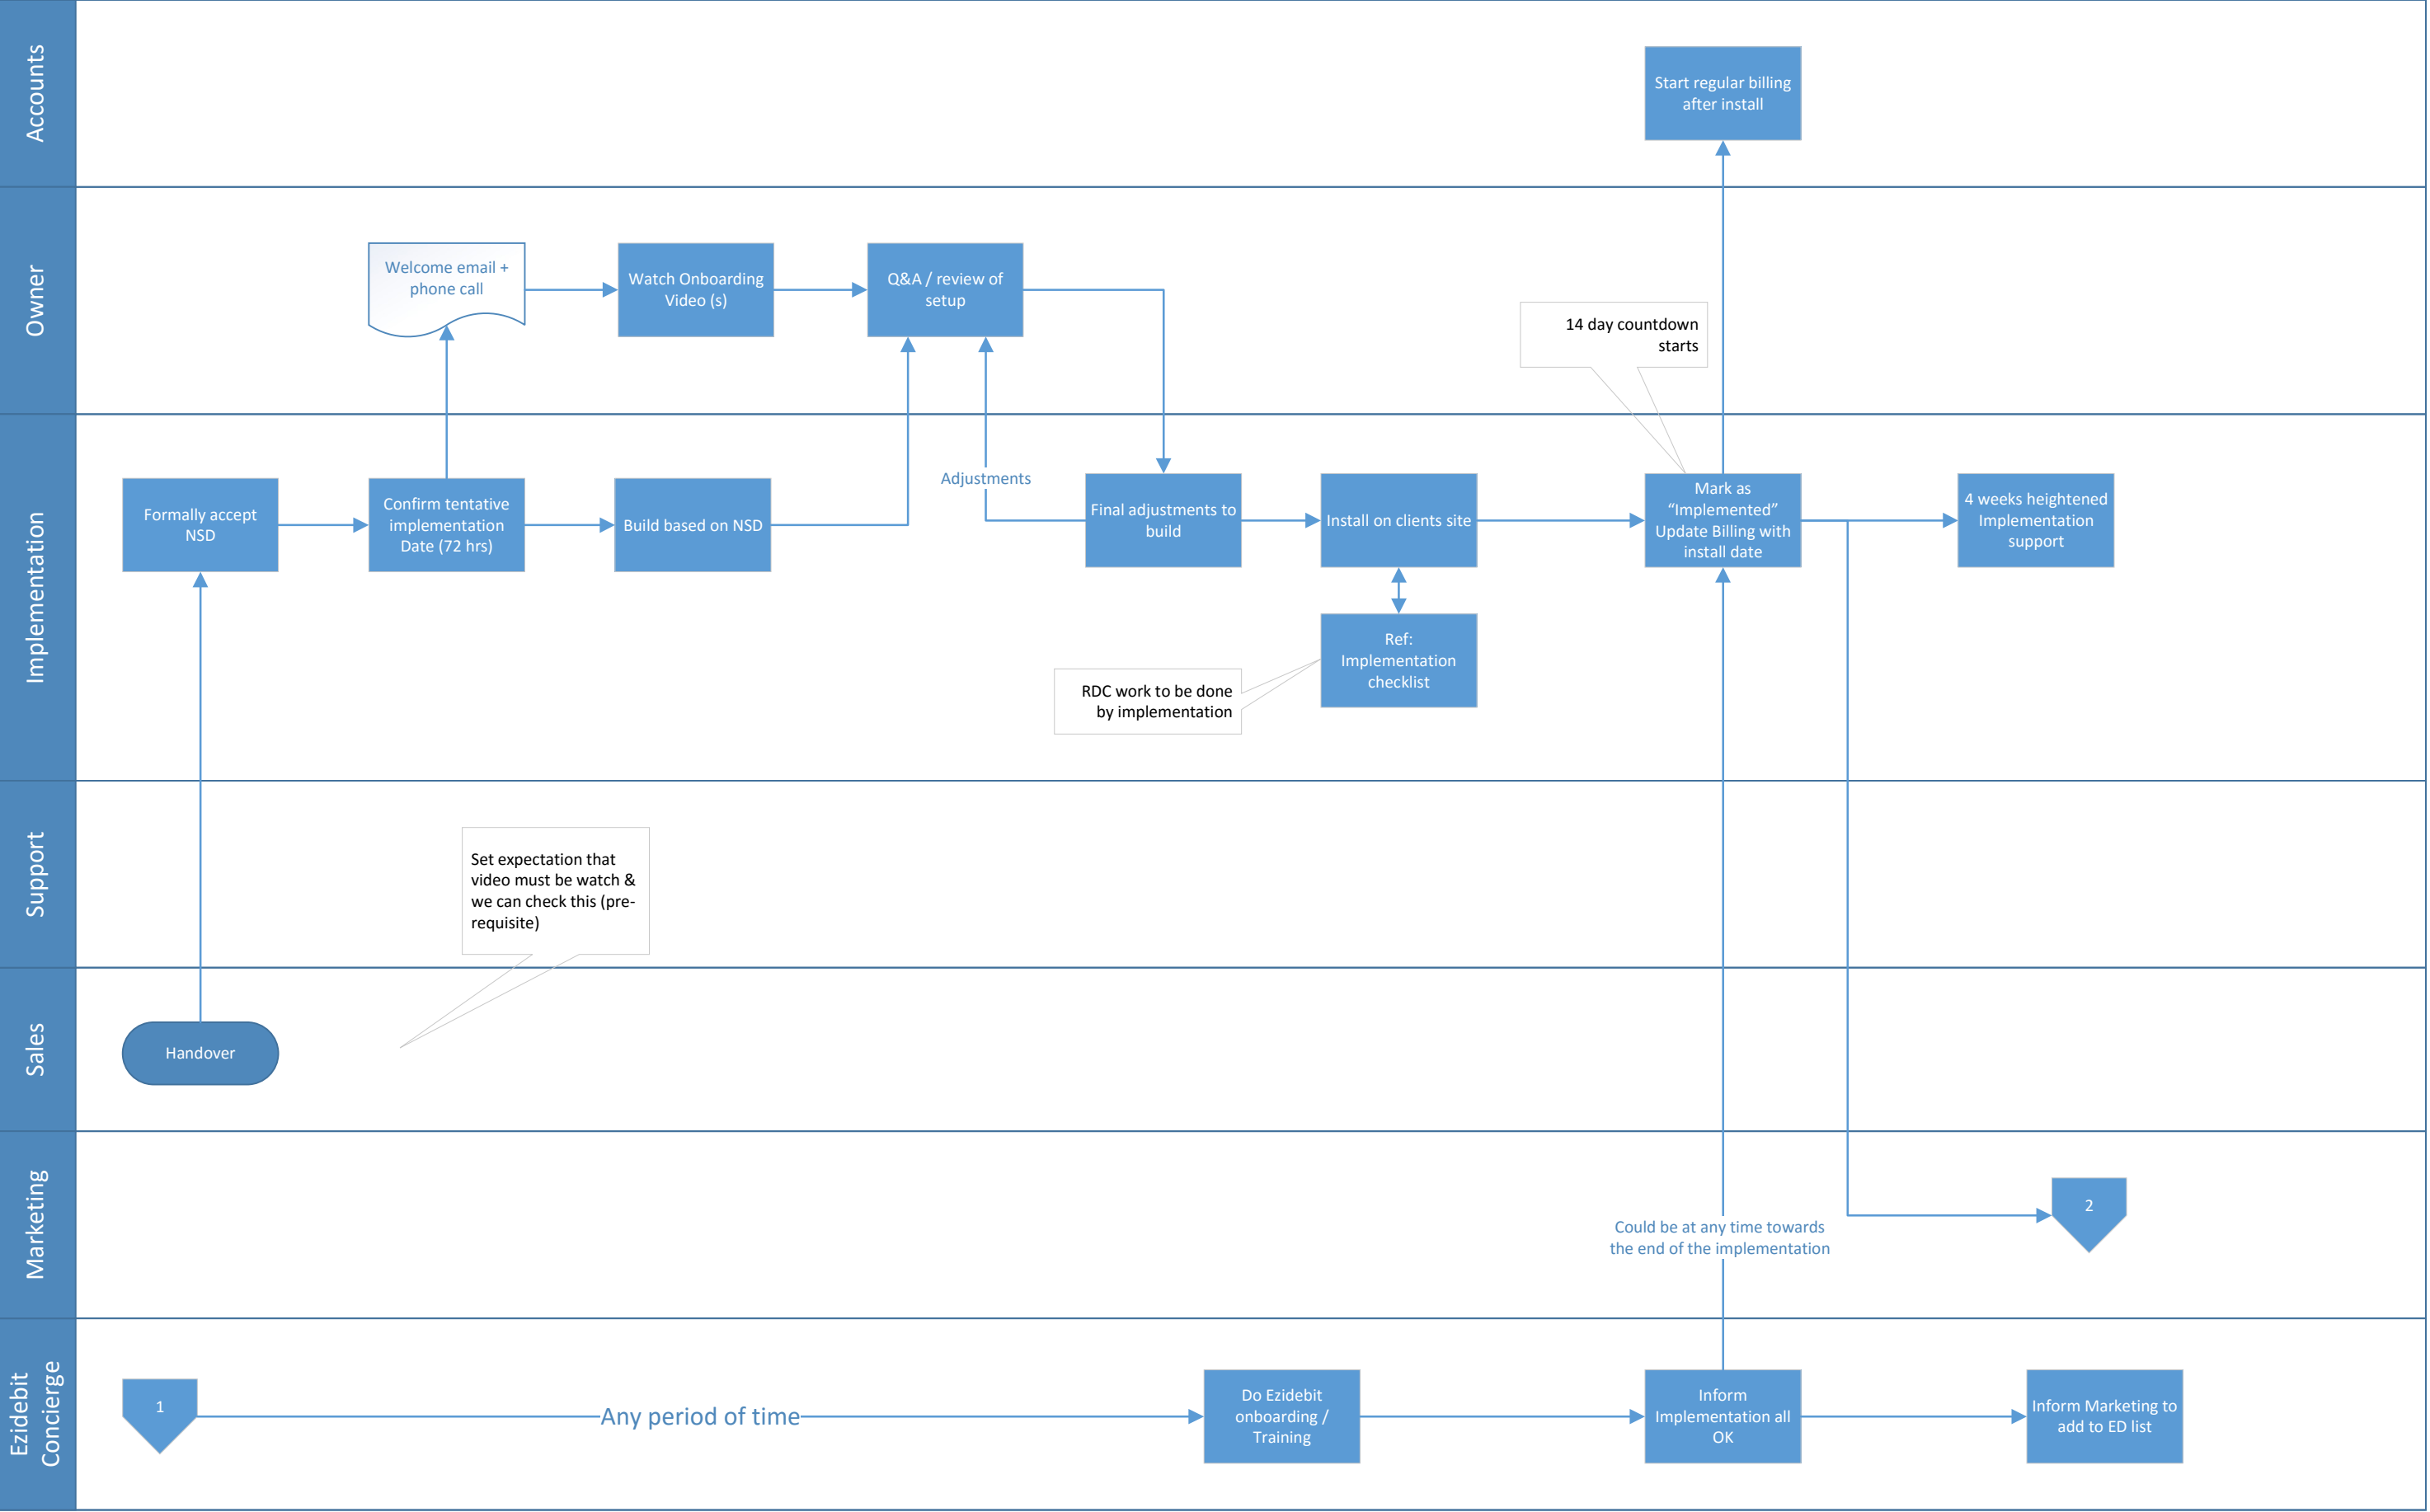 Accounts
Start regular billing
after install
Owner
Welcome email +
phone call
Watch Onboarding
Video (s)
Q&A / review of
setup
14 day countdown
starts
Implementation
Formally accept
NSD
Confirm tentative
implementation
Date (72 hrs)
Build based on NSD
Adjustments
Final adjustments to
build
Install on clients site
Mark as
“Implemented”
Update Billing with
install date
4 weeks heightened
Implementation
support
Ref:
Implementation
checklist
RDC work to be done
by implementation
Support
Set expectation that
video must be watch &
we can check this (pre-
requisite)
Sales
Handover
Marketing
Could be at any time towards
the end of the implementation
2
Ezidebit
Concierge
1
Any period of time
Do Ezidebit
onboarding /
Training
Inform
Implementation all
OK
Inform Marketing to
add to ED list